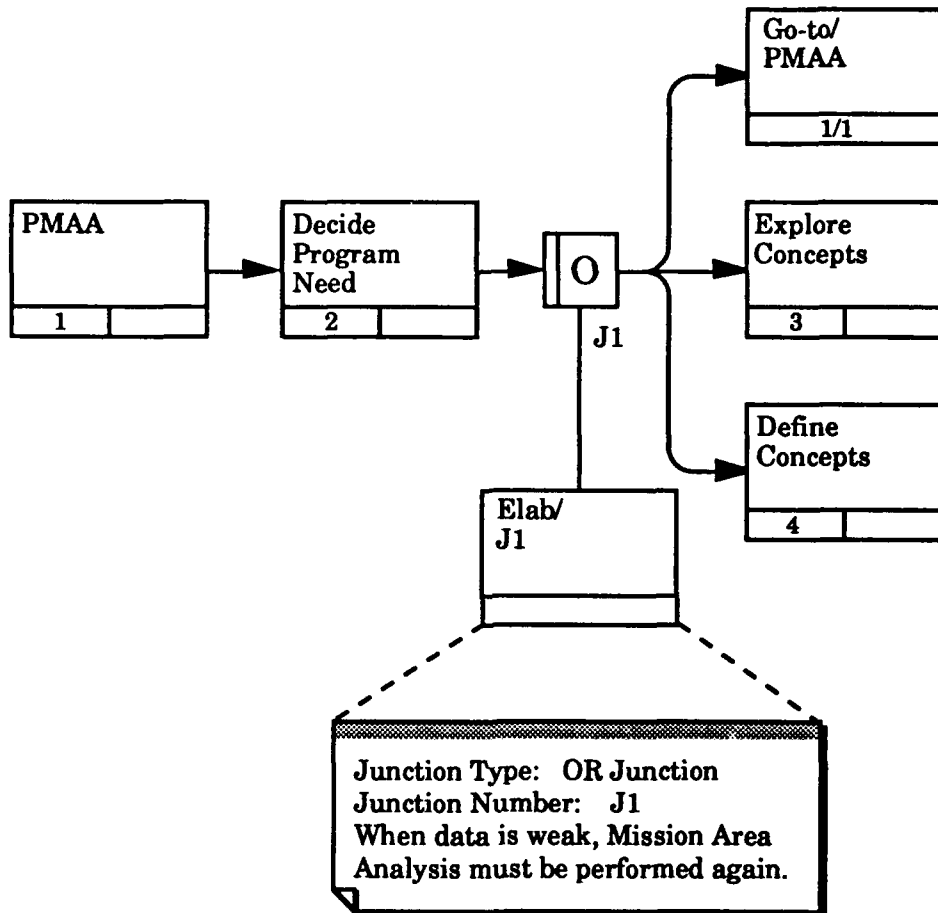 Go-to/
PMAA
1/1
PMAA
1
Decide
Program
Need
2
O
J1
Explore
Concepts
3
Define
Concepts
4
Elab/
J1
Junction Type: OR Junction
Junction Number: J1
When data is weak, Mission Area
Analysis must be performed again.